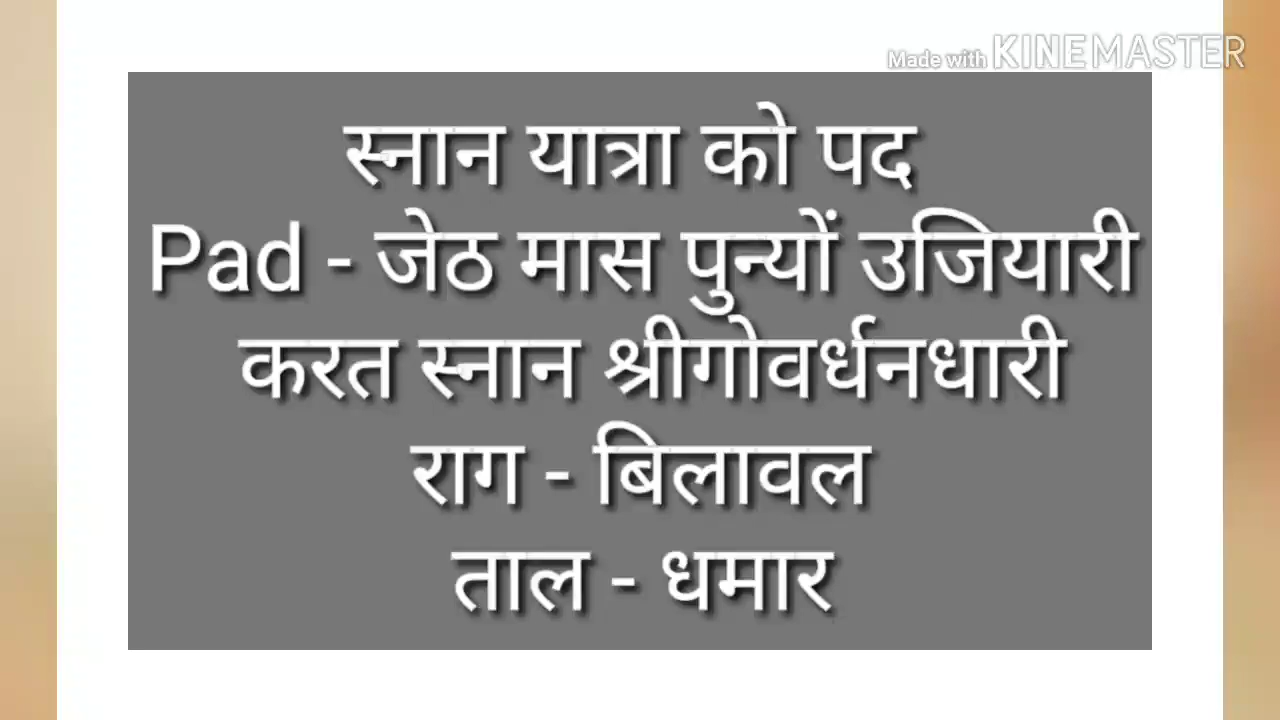 Made with KINEMASTER
स्नान यात्रा को पद
Pad - जेठ मास पुन्यों उजियारी
करत स्नान श्रीगोवर्धनधारी
राग - बिलावल
ताल - धमार